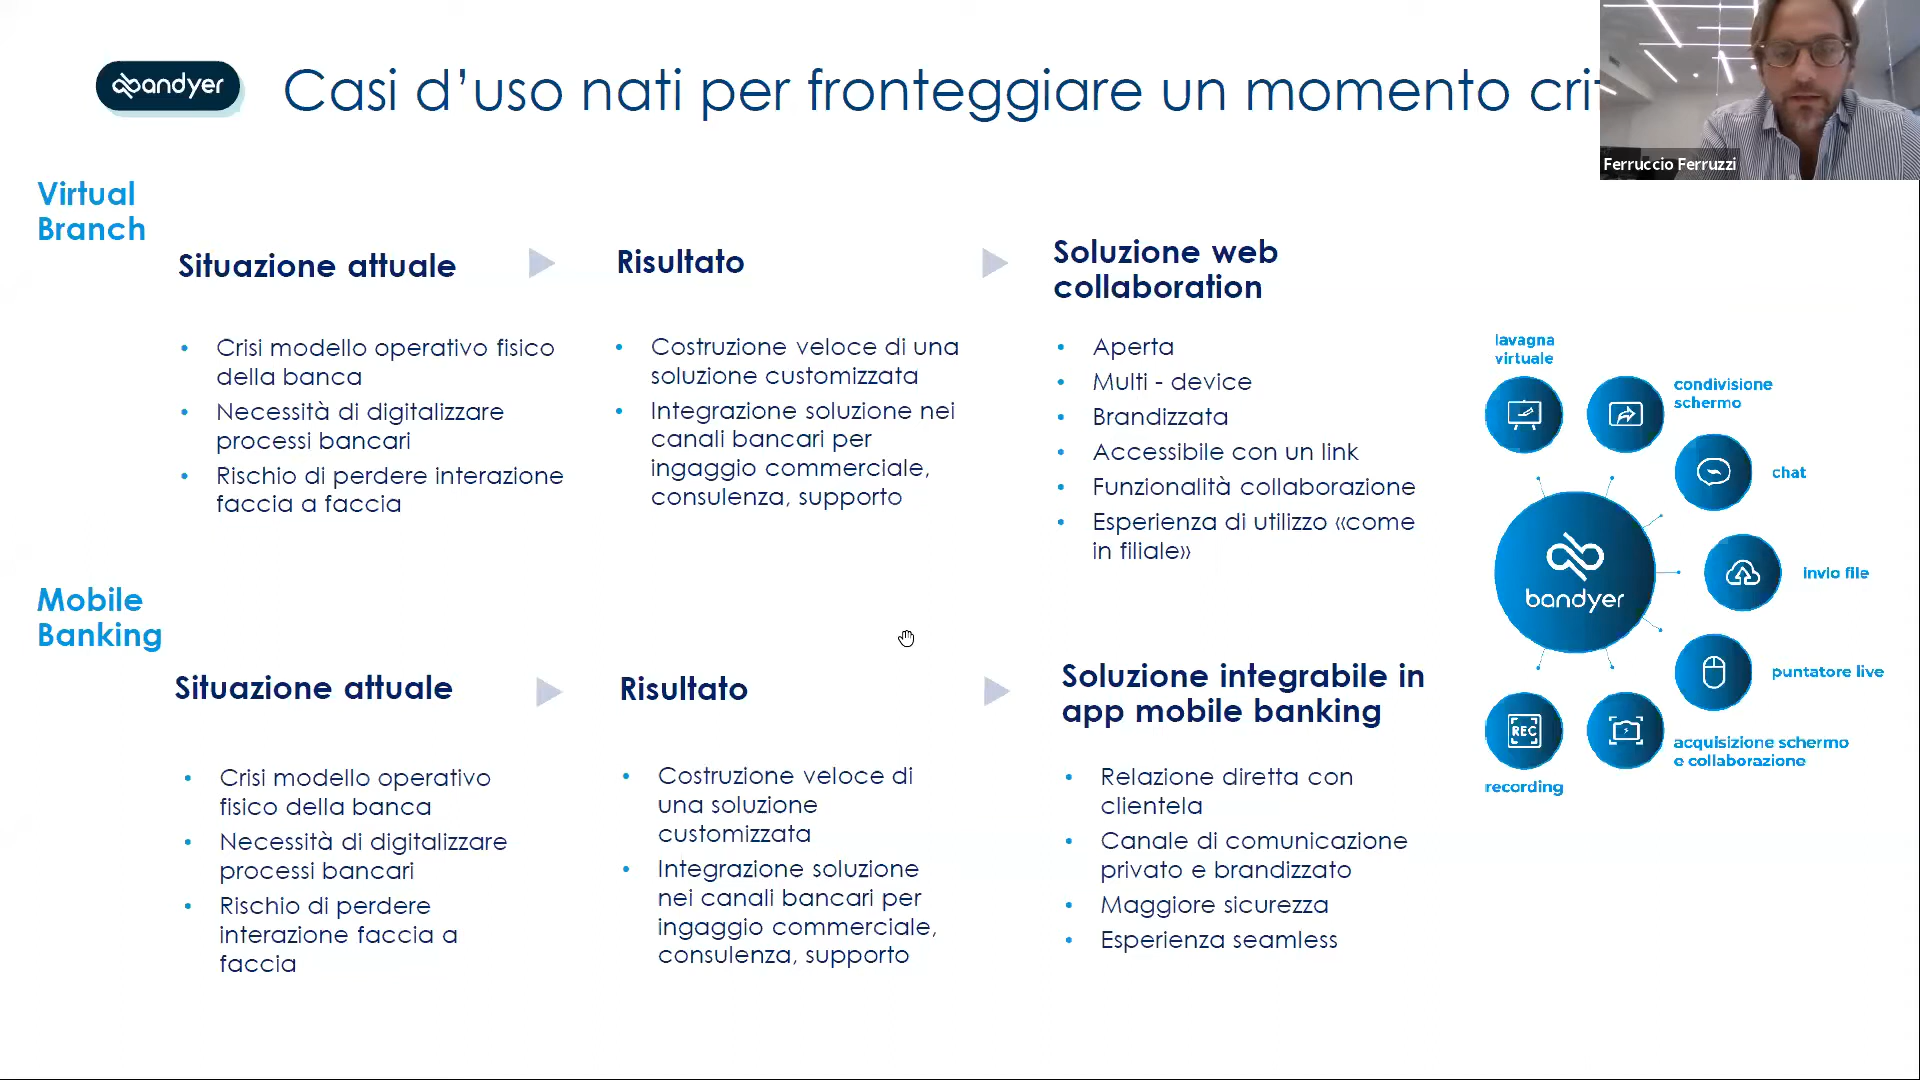 bandyer
Casi d’uso nati per fronteggiare un momento
Ferruccio Ferruzzi
Virtual
Branch
Situazione attuale
Risultato
Soluzione web
collaboration
• Crisi modello operativo fisico
della banca
• Necessità di digitalizzare
processi bancari
• Rischio di perdere interazione
faccia a faccia
• Costruzione veloce di una
soluzione customizzata
• Integrazione soluzione nei
canali bancari per
ingaggio commerciale,
consulenza, supporto
• Aperta
• Multi - device
• Brandizzata
• Accessibile con un link
• Funzionalità collaborazione
• Esperienza di utilizzo «come
in filiale»
lavagna
virtuale
condivisione
schermo
chat
invio file
bandyer
puntatore live
REC
recording
acquisizione schermo
e collaborazione
Mobile
Banking
Situazione attuale
Risultato
Soluzione integrabile in
app mobile banking
• Crisi modello operativo
fisico della banca
• Necessità di digitalizzare
processi bancari
• Rischio di perdere
interazione faccia a
faccia
• Costruzione veloce di
una soluzione
customizzata
• Integrazione soluzione
nei canali bancari per
ingaggio commerciale,
consulenza, supporto
• Relazione diretta con
clientela
• Canale di comunicazione
privato e brandizzato
• Maggiore sicurezza
• Esperienza seamless